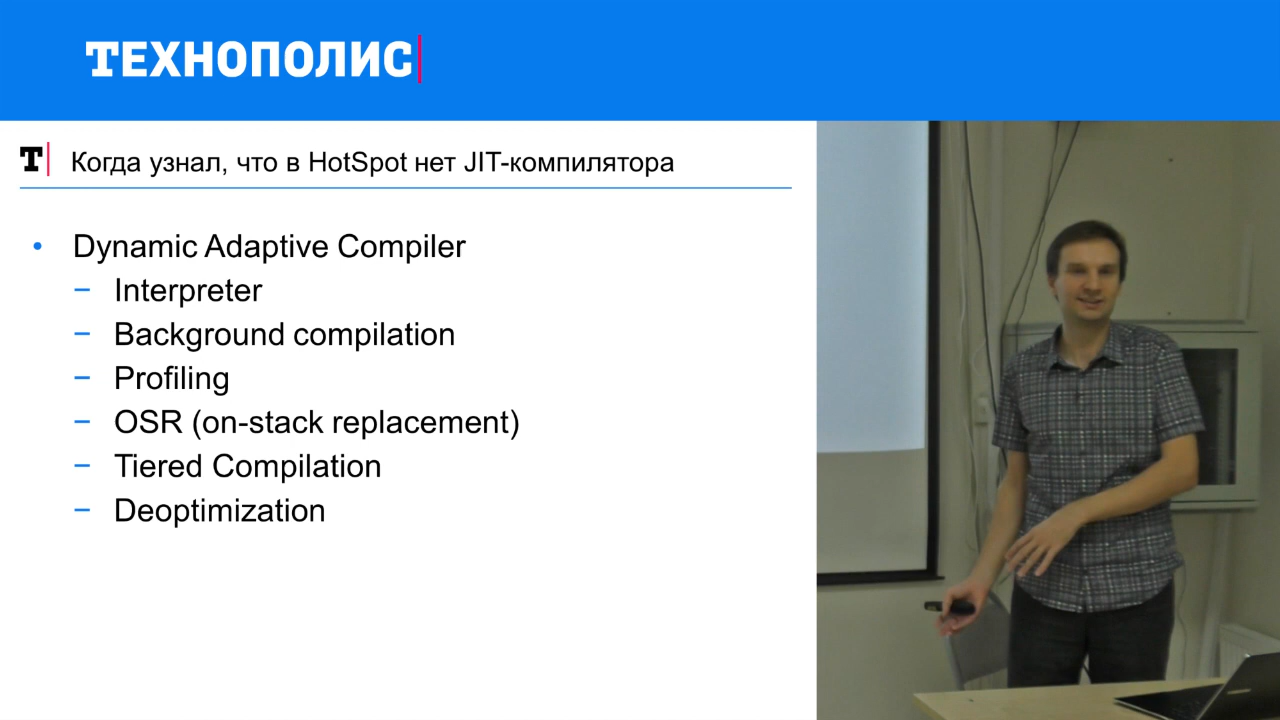 ТЕХНОПОЛИС
Т Когда узнал, что в HotSpot нет JIT-компилятора
• Dynamic Adaptive Compiler
− Interpreter
− Background compilation
− Profiling
− OSR (on-stack replacement)
− Tiered Compilation
− Deoptimization